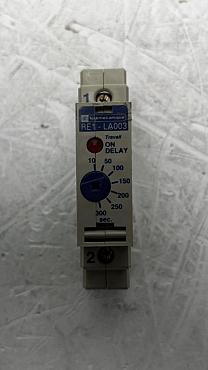 1
Telemecanique
RE1 - LA003
Travail
ON
DELAY
10 50
100
150
200
250
300
sec.
2